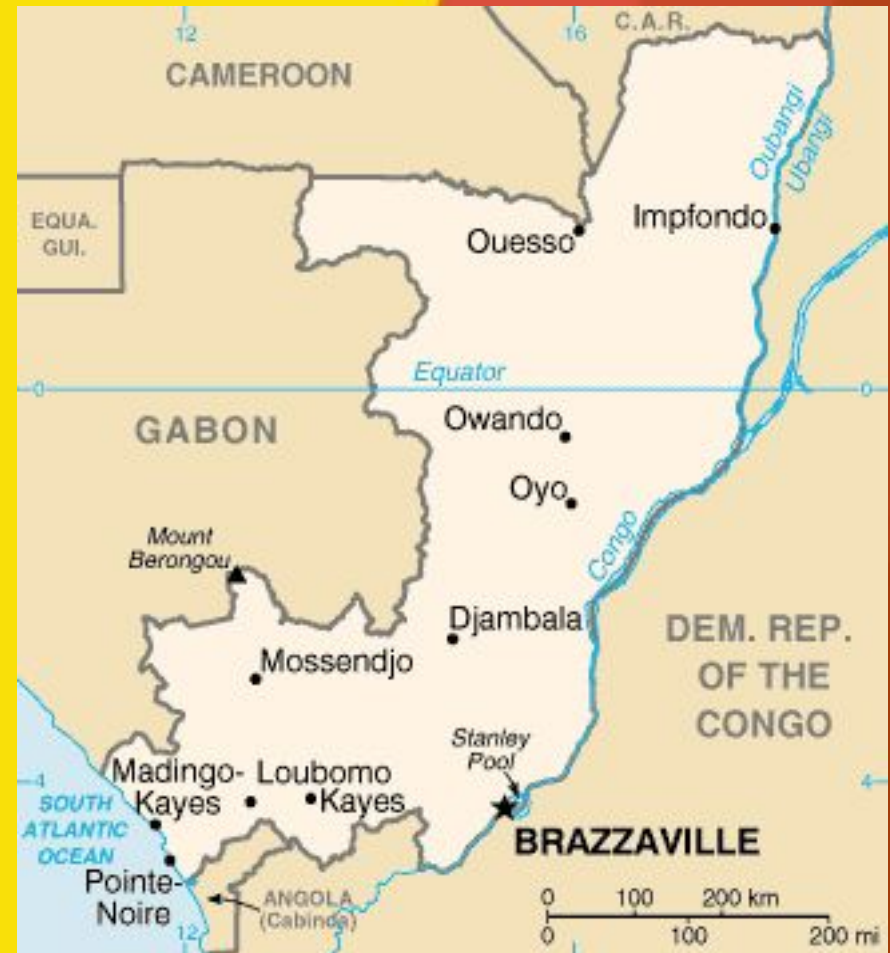 12
16
C.A.R.
CAMEROON
Oubangi
Ubangi
EQUA.
GUI.
Ouesso
Impfondo
Equator
0
0
GABON
Owando
Oyo
Mount
Berongou
Congo
Djambala
DEM. REP.
OF THE
CONGO
Mossendjo
Stanley
Pool
Madingo-
Kayes
Loubomo
Kayes
4
4
SOUTH
ATLANTIC
OCEAN
BRAZZAVILLE
Pointe-
Noire
ANGOLA
(Cabinda)
12
0 100 200 km
0 100 200 mi